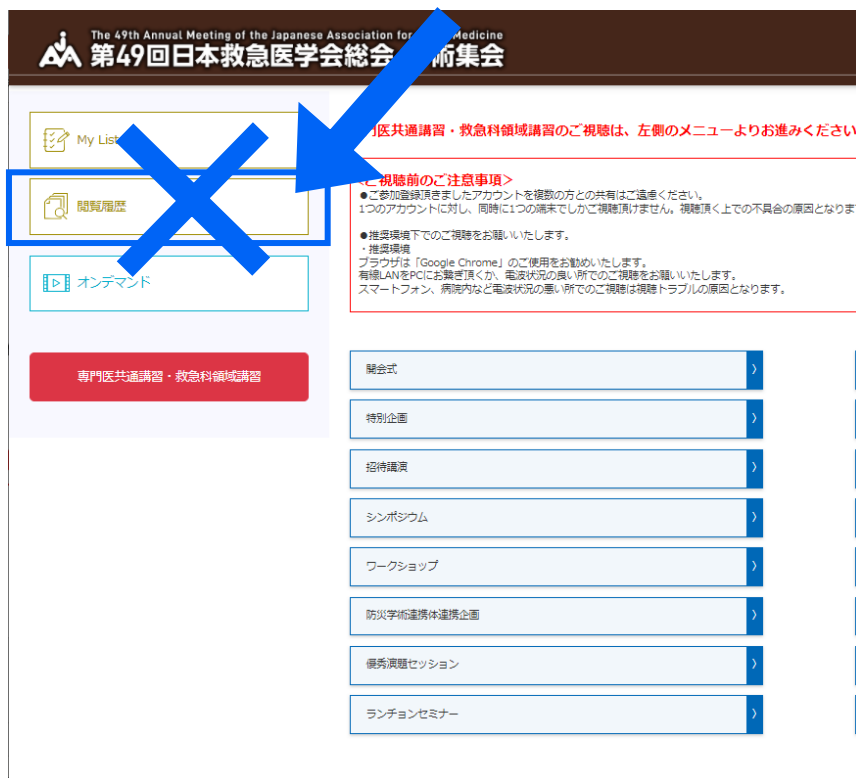 The 49th Annual Meeting of the Japanese Association for Medicine
第49回日本救急医学会総会 術集会
My List
閲覧履歴
オンデマンド
専門医共通講習・救急科領域講習
門医共通講習・救急科領域講習のご視聴は、左側のメニューよりお進みください
<ご視聴前のご注意事項>
●ご参加登録頂きましたアカウントを複数の方との共有はご遠慮ください。
1つのアカウントに対し、同時に1つの端末でしかご視聴頂けません。視聴頂く上での不具合の原因となりま
●推奨環境下でのご視聴をお願いいたします。
・推奨環境
ブラウザは「Google Chrome」のご使用をお勧めいたします。
有線LANをPCにお繋ぎ頂くか、電波状況の良い所でのご視聴をお願いいたします。
スマートフォン、病院内など電波状況の悪い所でのご視聴は視聴トラブルの原因となります。
開会式
特別企画
招待講演
シンポジウム
ワークショップ
防災学術連携体連携企画
優秀演題セッション
ランチョンセミナー